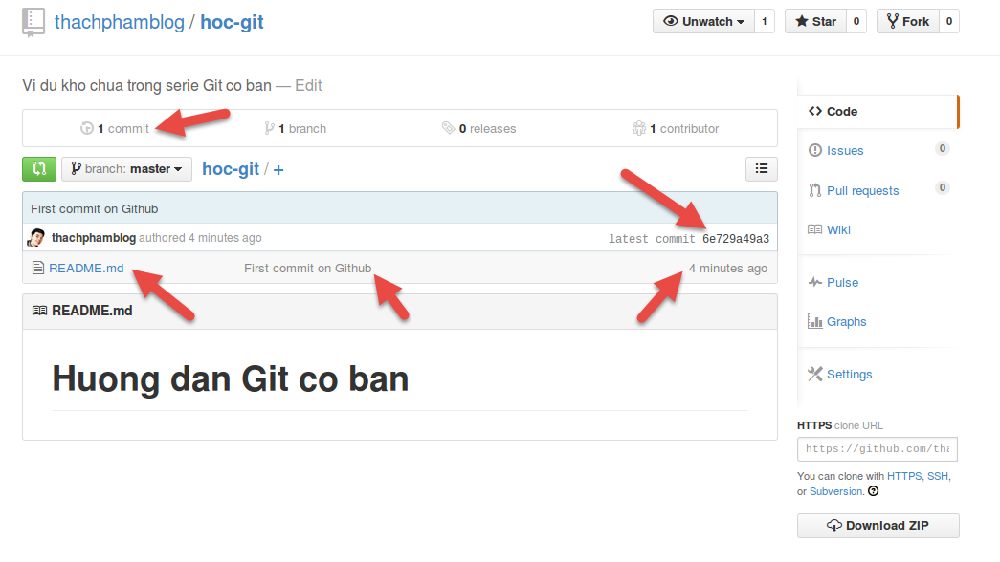 thachphamblog / hoc-git
Unwatch 1 Star 0 Fork 0
Vi du kho chua trong serie Git co ban — Edit
1 commit 1 branch 0 releases 1 contributor
branch: master hoc-git / +
First commit on Github
thachphamblog authored 4 minutes ago latest commit 6e729a49a3
README.md First commit on Github 4 minutes ago
README.md
Huong dan Git co ban
Code
Issues 0
Pull requests 0
Wiki
Pulse
Graphs
Settings
HTTPS clone URL
https://github.com/tha
You can clone with HTTPS, SSH,
or Subversion.
Download ZIP